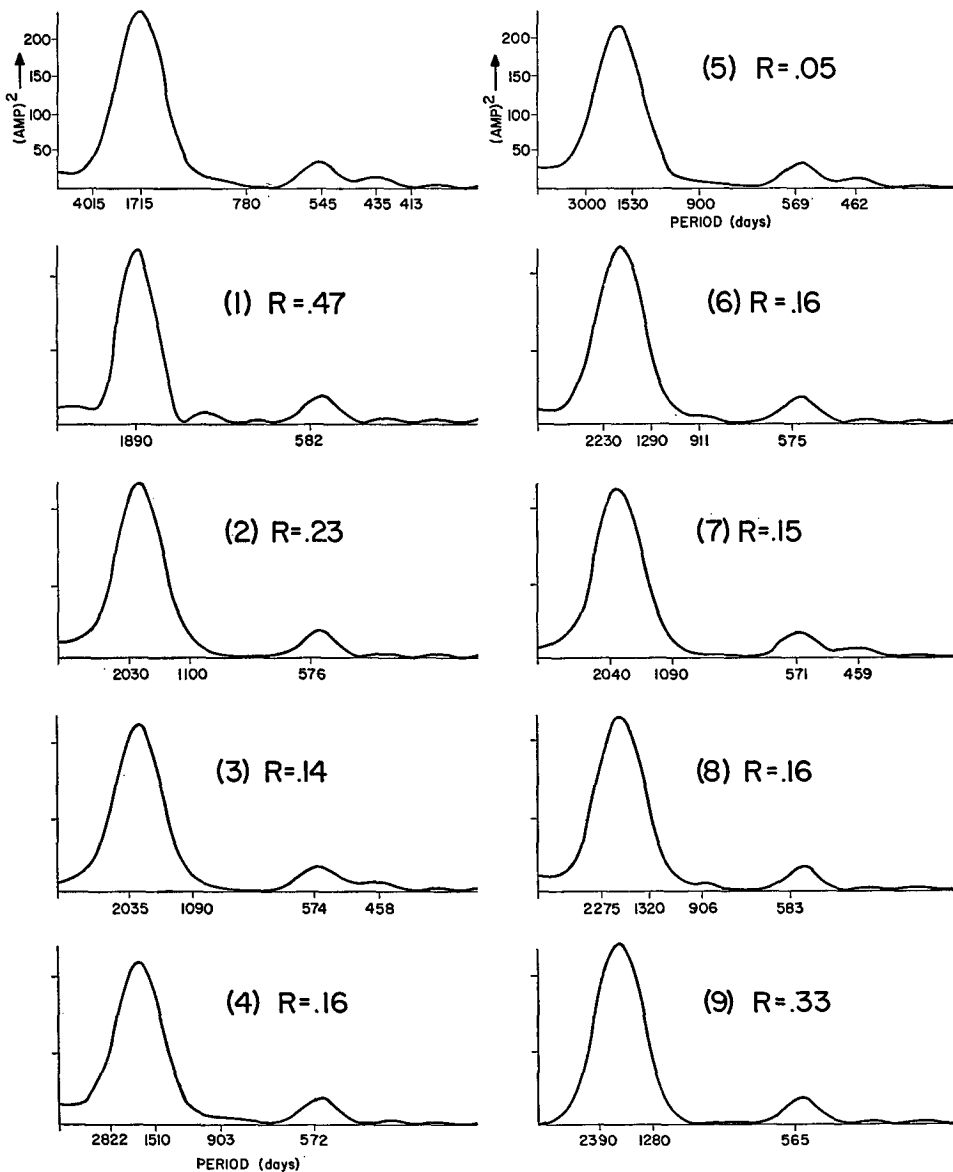 200
150
100
50
(AMP)²
4015 1715 780 545 435 413
(1) R=.47
1890 582
(2) R=.23
2030 1100 576
(3) R=.14
2035 1090 574 458
(4) R=.16
2822 1510 903 572
PERIOD (days)
200
150
100
50
(AMP)²
(5) R=.05
3000 1530 900 569 462
PERIOD (days)
(6) R=.16
2230 1290 911 575
(7) R=.15
2040 1090 571 459
(8) R=.16
2275 1320 906 583
(9) R=.33
2390 1280 565